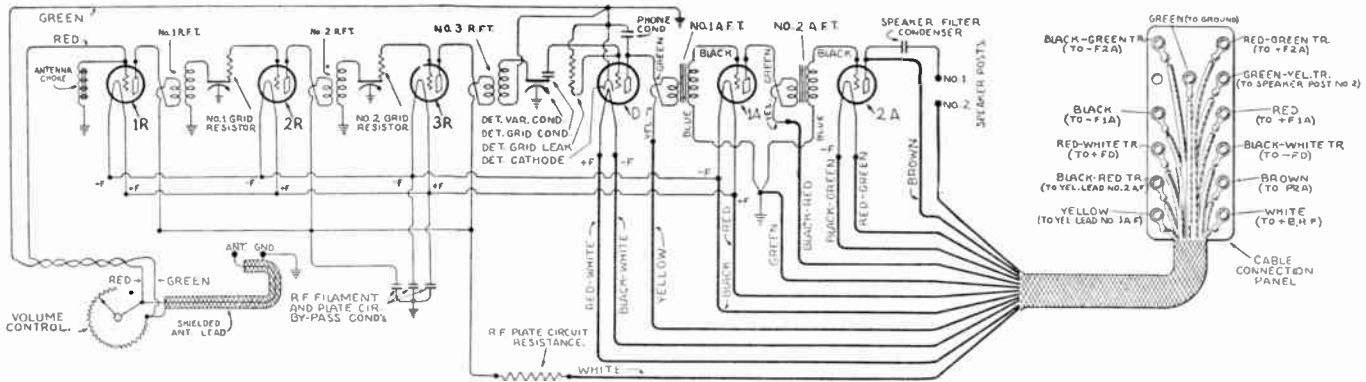 GREEN
RED
ANTENNA
CHOKE
1R
No.1 R.F.T.
NO.1 GRID
RESISTOR
2R
No 2 R.F.T.
NO.2 GRID
RESISTOR
3R
NO.3 R.F.T.
DET. VAR. COND
DET. GRID COND
DET. GRID LEAK
DET. CATHODE
PHONE
COND
D
GREEN
YEL
NO.1 A.F.T.
BLUE
BLACK
1A
GREEN
YEL
NO.2 A.F.T.
BLUE
BLACK
2A
SPEAKER FILTER
CONDENSER
NO.1
NO.2
SPEAKER POSTS
-F
+F
-F
+F
-F
+F
+F
-F
-F
+F
-F
ANT.
GND
RED
GREEN
VOLUME
CONTROL.
SHIELDED
ANT. LEAD
R.F FILAMENT
AND PLATE CIR.
BY-PASS COND'S
RED-WHITE
BLACK-WHITE
YELLOW
BLACK
RED
GREEN
BLACK-RED
BLACK-GREEN
RED-GREEN
BROWN
R.F PLATE CIRCUIT
RESISTANCE.
WHITE
GREEN (TO GROUND)
BLACK-GREEN TR.
(TO -F2A)
RED-GREEN TR.
(TO +F2A)
GREEN-YEL. TR.
(TO SPEAKER POST NO 2)
BLACK
(TO -F1A)
RED
(TO +F1A)
RED-WHITE TR.
(TO +FD)
BLACK-WHITE TR
(TO -FD)
BLACK-RED TR
(TO YEL. LEAD NO. 2 A F)
BROWN
(TO P2A)
YELLOW
(TO YEL LEAD NO 1A.F)
WHITE
(TO +B, R F)
CABLE
CONNECTION
PANEL